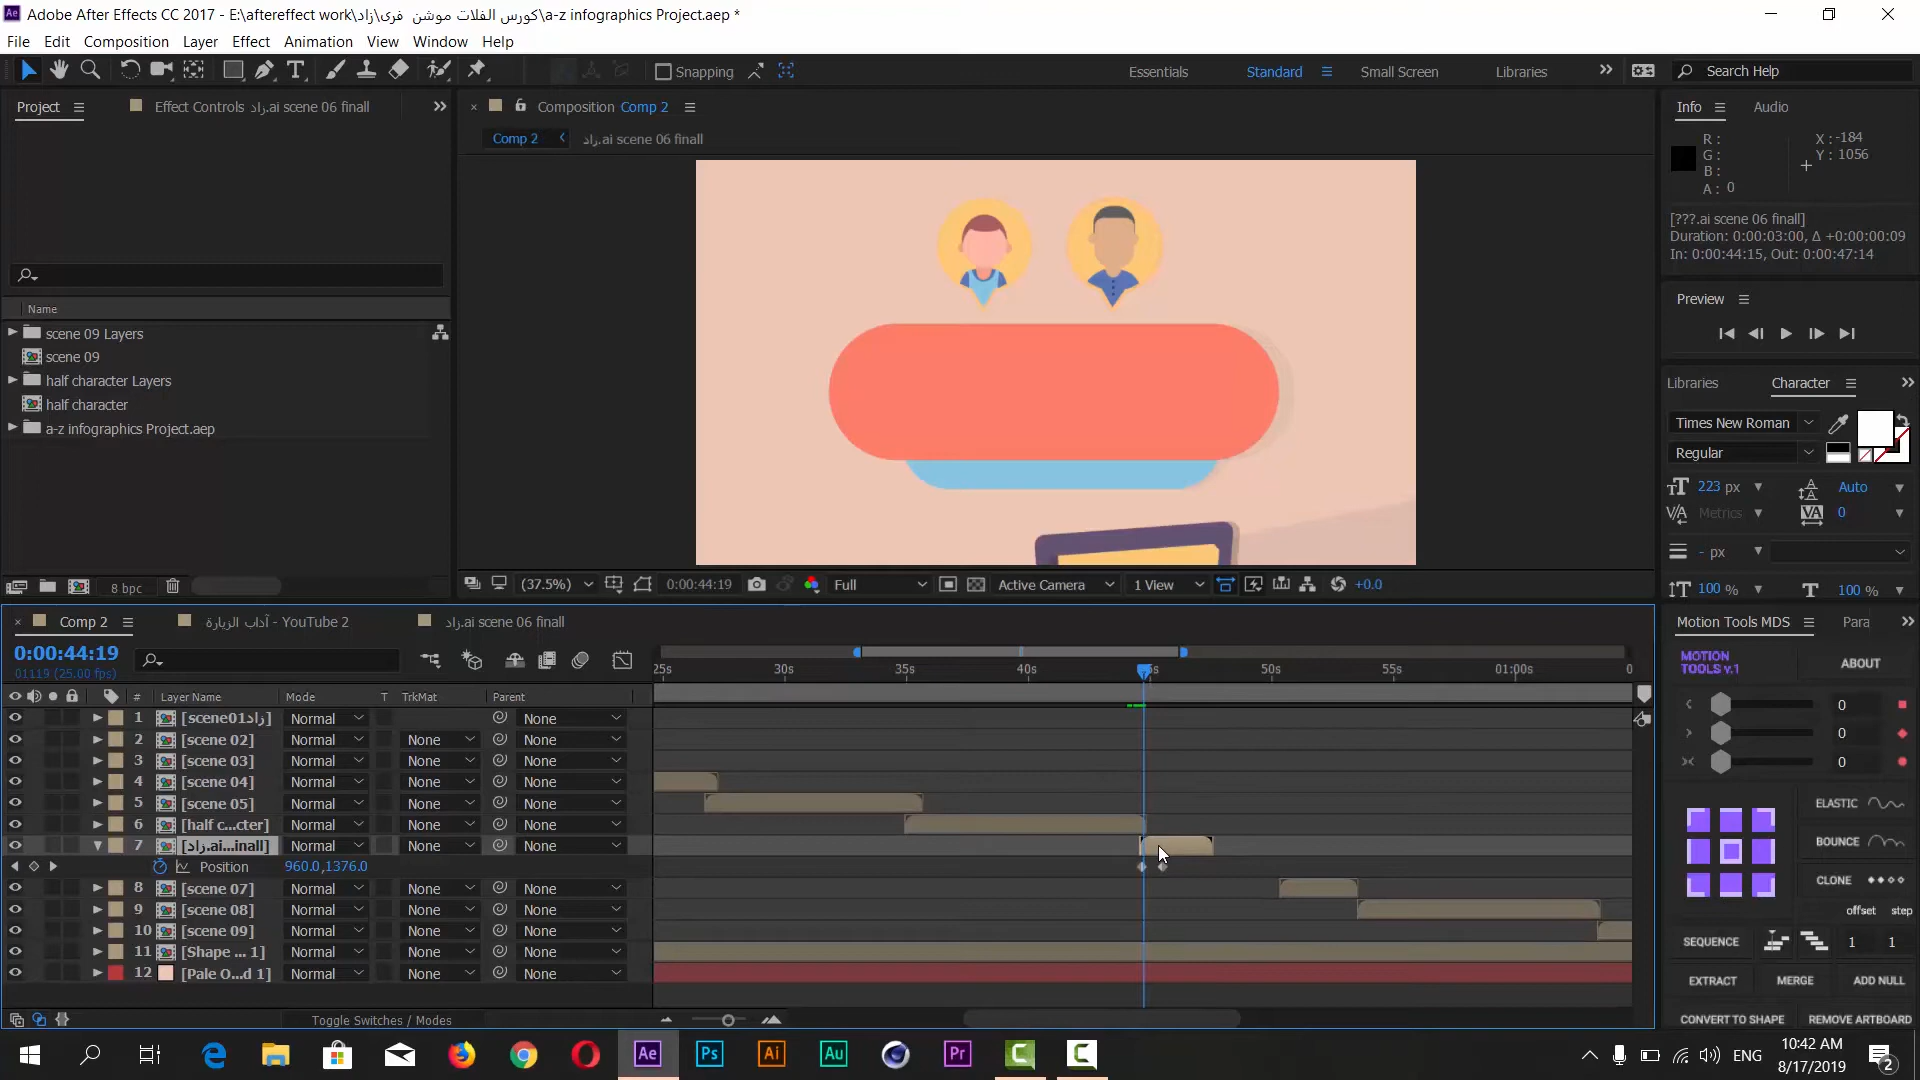 Adobe After Effects CC 2017 - E:\aftereffect work\زاد\كورس الفلات موشن فرى\a-z infographics Project.aep *
File Edit Composition Layer Effect Animation View Window Help
Snapping
Essentials Standard Small Screen Libraries Search Help
Project Effect Controls زاد.ai scene 06 finall
Composition Comp 2
Comp 2 زاد.ai scene 06 finall
Info Audio
R :
G :
B :
A : 0
X : -184
Y : 1056
[???.ai scene 06 finall]
Duration: 0:00:03:00, Δ +0:00:00:09
In: 0:00:44:15, Out: 0:00:47:14
Preview
Name
scene 09 Layers
scene 09
half character Layers
half character
a-z infographics Project.aep
Libraries Character
Times New Roman
Regular
223 px Auto
Metrics 0
- px
100 % 100 %
8 bpc
(37.5%) 0:00:44:19 Full Active Camera 1 View +0.0
Comp 2 آداب الزيارة - YouTube 2 زاد.ai scene 06 finall
0:00:44:19
01119 (25.00 fps)
25s 30s 35s 40s 50s 55s 01:00s
# Layer Name Mode T TrkMat Parent
1 [scene01زاد] Normal None
2 [scene 02] Normal None None
3 [scene 03] Normal None None
4 [scene 04] Normal None None
5 [scene 05] Normal None None
6 [half c...cter] Normal None None
7 [زاد.ai...inall] Normal None None
Position 960.0,1376.0
8 [scene 07] Normal None None
9 [scene 08] Normal None None
10 [scene 09] Normal None None
11 [Shape ... 1] Normal None None
12 [Pale O...d 1] Normal None None
Toggle Switches / Modes
Motion Tools MDS Para
MOTION TOOLS v.1 ABOUT
0
0
0
ELASTIC
BOUNCE
CLONE
offset step
SEQUENCE 1 1
EXTRACT MERGE ADD NULL
CONVERT TO SHAPE REMOVE ARTBOARD
Ae Ps Ai Au Pr
ENG
10:42 AM
8/17/2019
2